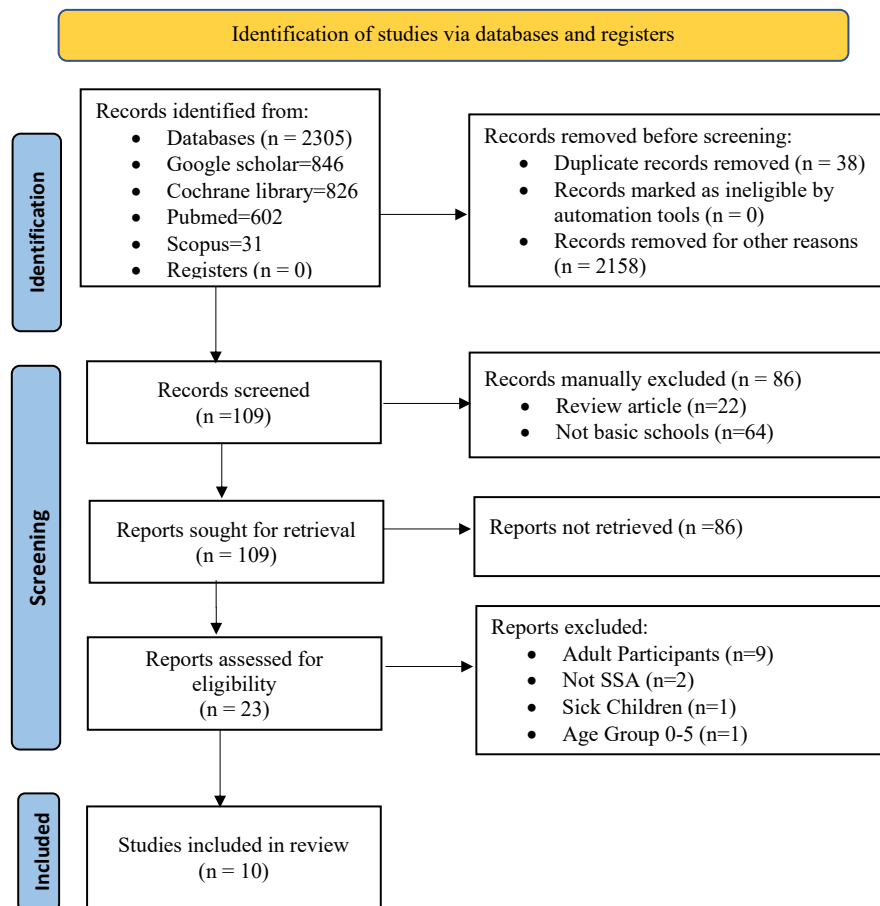 Identification of studies via databases and registers
Identification
Records identified from:
• Databases (n = 2305)
• Google scholar=846
• Cochrane library=826
• Pubmed=602
• Scopus=31
• Registers (n = 0)
Records removed before screening:
• Duplicate records removed (n = 38)
• Records marked as ineligible by
automation tools (n = 0)
• Records removed for other reasons
(n = 2158)
Screening
Records screened
(n =109)
Records manually excluded (n = 86)
• Review article (n=22)
• Not basic schools (n=64)
Reports sought for retrieval
(n = 109)
Reports not retrieved (n =86)
Reports assessed for
eligibility
(n = 23)
Reports excluded:
• Adult Participants (n=9)
• Not SSA (n=2)
• Sick Children (n=1)
• Age Group 0-5 (n=1)
Included
Studies included in review
(n = 10)